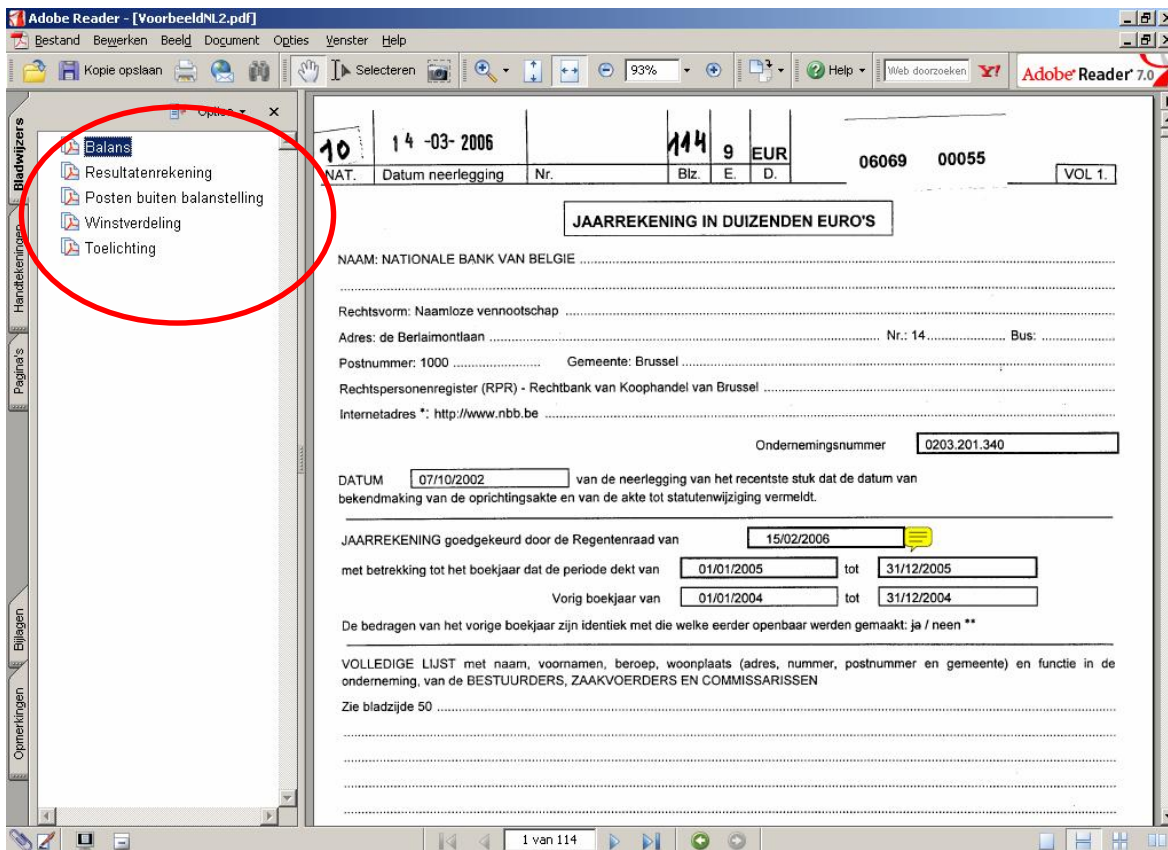 Adobe Reader - [VoorbeeldNL2.pdf]
Bestand Bewerken Beeld Document Opties Venster Help
Kopie opslaan Selecteren 93% Help Web doorzoeken Y! Adobe Reader 7.0
Opties
Bladwijzers
Handtekeningen
Pagina's
Bijlagen
Opmerkingen
Balans
Resultatenrekening
Posten buiten balanstelling
Winstverdeling
Toelichting
10 14 -03- 2006 114 9 EUR 06069 00055
NAT. Datum neerlegging Nr. Blz. E. D. VOL 1.
JAARREKENING IN DUIZENDEN EURO'S
NAAM: NATIONALE BANK VAN BELGIE
Rechtsvorm: Naamloze vennootschap
Adres: de Berlaimontlaan Nr.: 14 Bus:
Postnummer: 1000 Gemeente: Brussel
Rechtspersonenregister (RPR) - Rechtbank van Koophandel van Brussel
Internetadres *: http://www.nbb.be
Ondernemingsnummer 0203.201.340
DATUM 07/10/2002 van de neerlegging van het recentste stuk dat de datum van
bekendmaking van de oprichtingsakte en van de akte tot statutenwijziging vermeldt.
JAARREKENING goedgekeurd door de Regentenraad van 15/02/2006
met betrekking tot het boekjaar dat de periode dekt van 01/01/2005 tot 31/12/2005
Vorig boekjaar van 01/01/2004 tot 31/12/2004
De bedragen van het vorige boekjaar zijn identiek met die welke eerder openbaar werden gemaakt: ja / neen **
VOLLEDIGE LIJST met naam, voornamen, beroep, woonplaats (adres, nummer, postnummer en gemeente) en functie in de
onderneming, van de BESTUURDERS, ZAAKVOERDERS EN COMMISSARISSEN
Zie bladzijde 50
1 van 114